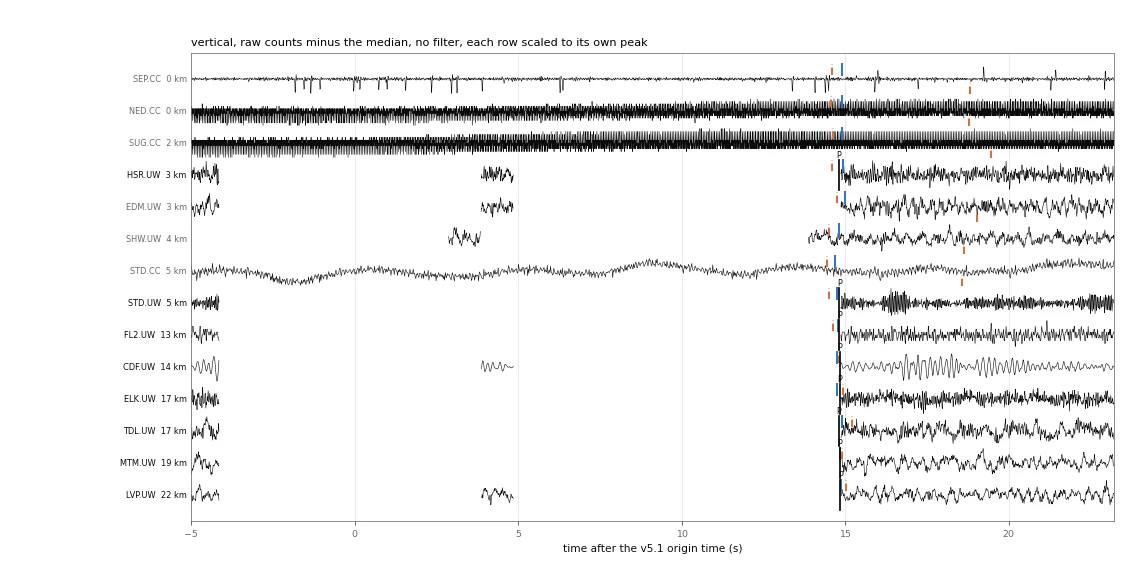 vertical, raw counts minus the median, no filter, each row scaled to its own peak
SEP.CC 0 km
NED.CC 0 km
SUG.CC 2 km
P
HSR.UW 3 km
EDM.UW 3 km
SHW.UW 4 km
STD.CC 5 km
P
STD.UW 5 km
P
FL2.UW 13 km
P
CDF.UW 14 km
P
ELK.UW 17 km
P
TDL.UW 17 km
P
MTM.UW 19 km
P
LVP.UW 22 km
−5 0 5 10 15 20
time after the v5.1 origin time (s)